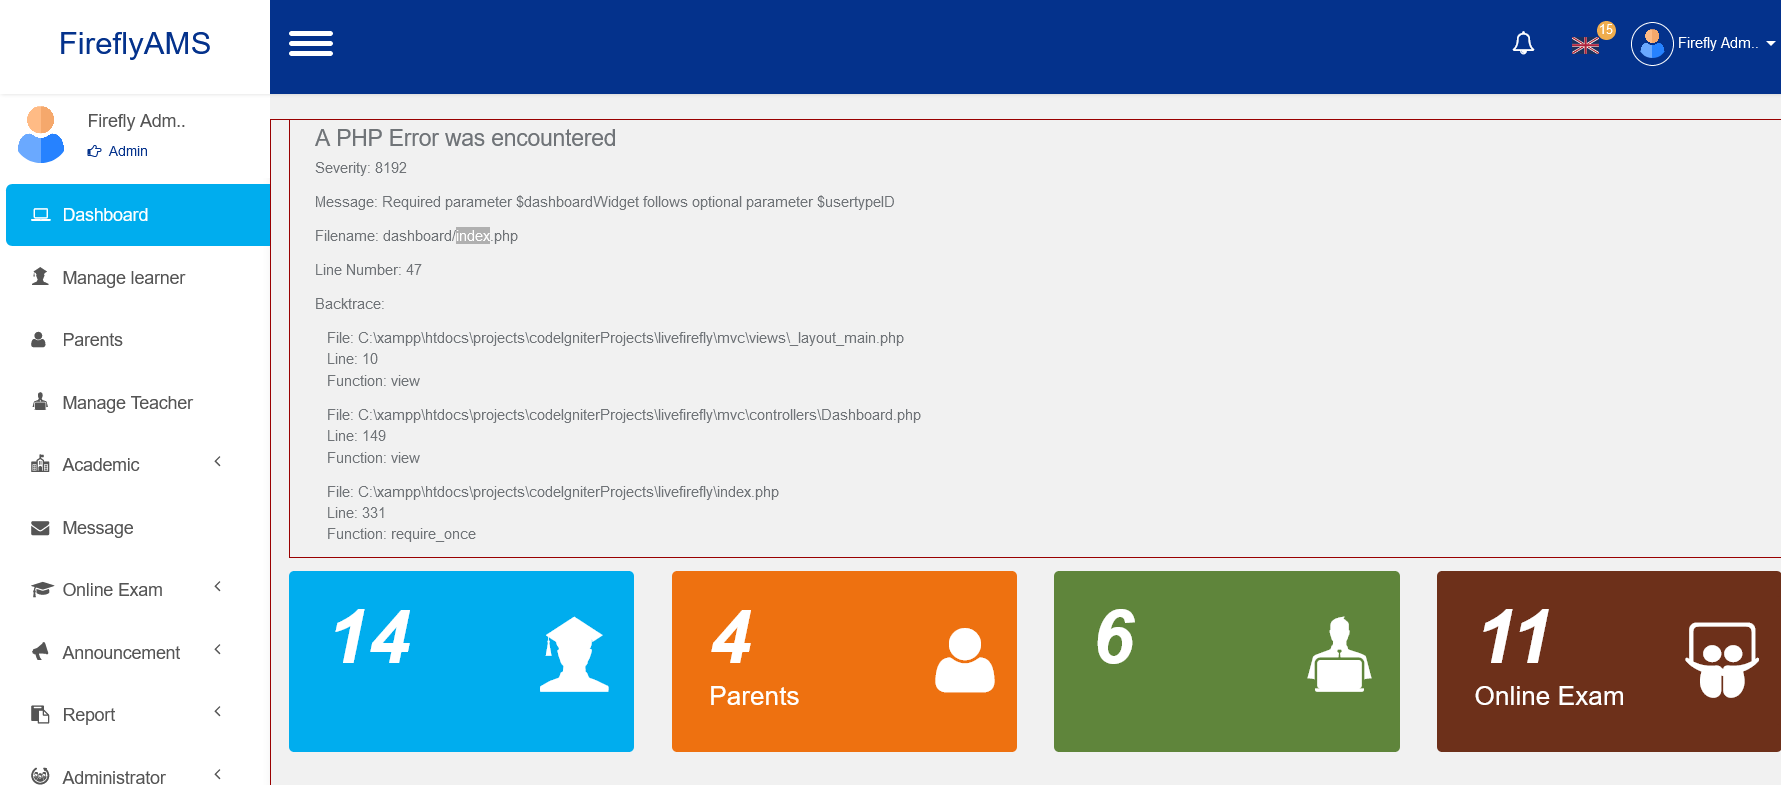 FireflyAMS
15
Firefly Adm..
Firefly Adm..
Admin
Dashboard
Manage learner
Parents
Manage Teacher
Academic
Message
Online Exam
Announcement
Report
Administrator
A PHP Error was encountered
Severity: 8192
Message: Required parameter $dashboardWidget follows optional parameter $usertypeID
Filename: dashboard/index.php
Line Number: 47
Backtrace:
File: C:\xampp\htdocs\projects\codeIgniterProjects\livefirefly\mvc\views\_layout_main.php
Line: 10
Function: view
File: C:\xampp\htdocs\projects\codeIgniterProjects\livefirefly\mvc\controllers\Dashboard.php
Line: 149
Function: view
File: C:\xampp\htdocs\projects\codeIgniterProjects\livefirefly\index.php
Line: 331
Function: require_once
14
4
Parents
6
11
Online Exam